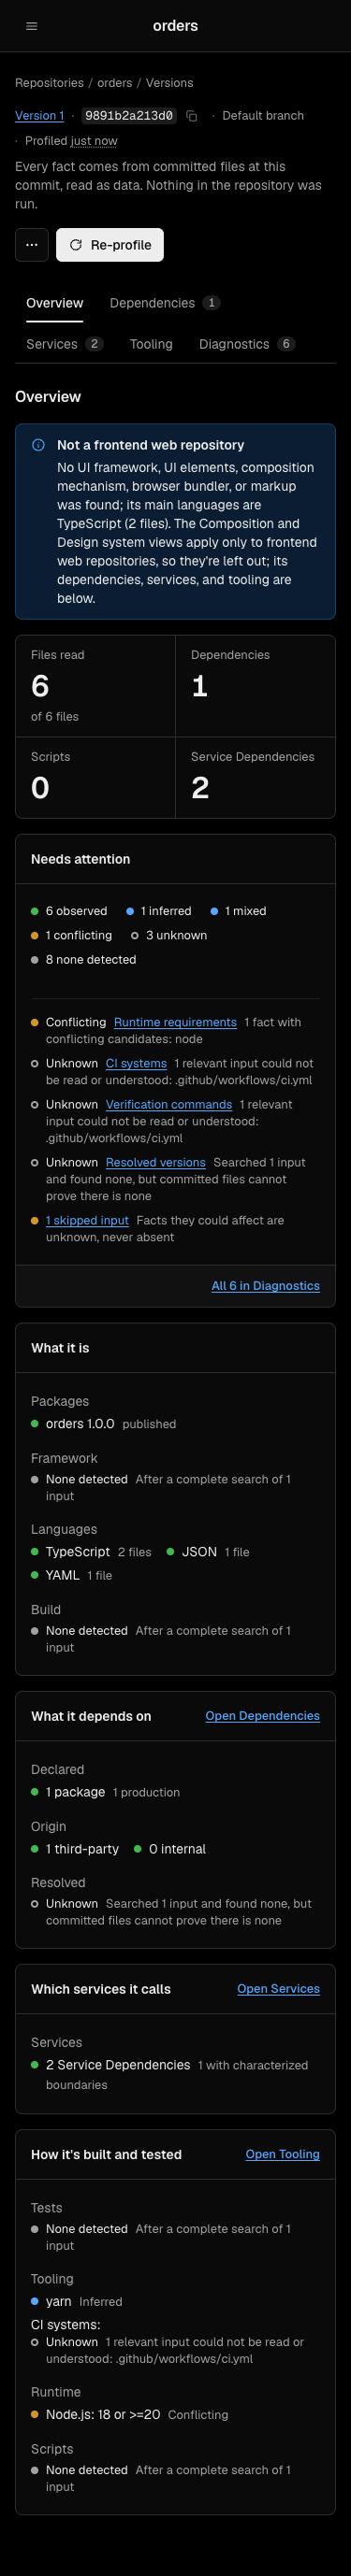 orders
Repositories / orders / Versions
Version 1 · 9891b2a213d0 · Default branch
· Profiled just now
Every fact comes from committed files at this
commit, read as data. Nothing in the repository was
run.
··· Re-profile
Overview Dependencies 1
Services 2 Tooling Diagnostics 6
Overview
Not a frontend web repository
No UI framework, UI elements, composition
mechanism, browser bundler, or markup
was found; its main languages are
TypeScript (2 files). The Composition and
Design system views apply only to frontend
web repositories, so they're left out; its
dependencies, services, and tooling are
below.
Files read Dependencies
6 1
of 6 files
Scripts Service Dependencies
0 2
Needs attention
6 observed 1 inferred 1 mixed
1 conflicting 3 unknown
8 none detected
Conflicting Runtime requirements 1 fact with
conflicting candidates: node
Unknown CI systems 1 relevant input could not
be read or understood: .github/workflows/ci.yml
Unknown Verification commands 1 relevant
input could not be read or understood:
.github/workflows/ci.yml
Unknown Resolved versions Searched 1 input
and found none, but committed files cannot
prove there is none
1 skipped input Facts they could affect are
unknown, never absent
All 6 in Diagnostics
What it is
Packages
orders 1.0.0 published
Framework
None detected After a complete search of 1
input
Languages
TypeScript 2 files JSON 1 file
YAML 1 file
Build
None detected After a complete search of 1
input
What it depends on Open Dependencies
Declared
1 package 1 production
Origin
1 third-party 0 internal
Resolved
Unknown Searched 1 input and found none, but
committed files cannot prove there is none
Which services it calls Open Services
Services
2 Service Dependencies 1 with characterized
boundaries
How it's built and tested Open Tooling
Tests
None detected After a complete search of 1
input
Tooling
yarn Inferred
CI systems:
Unknown 1 relevant input could not be read or
understood: .github/workflows/ci.yml
Runtime
Node.js: 18 or >=20 Conflicting
Scripts
None detected After a complete search of 1
input